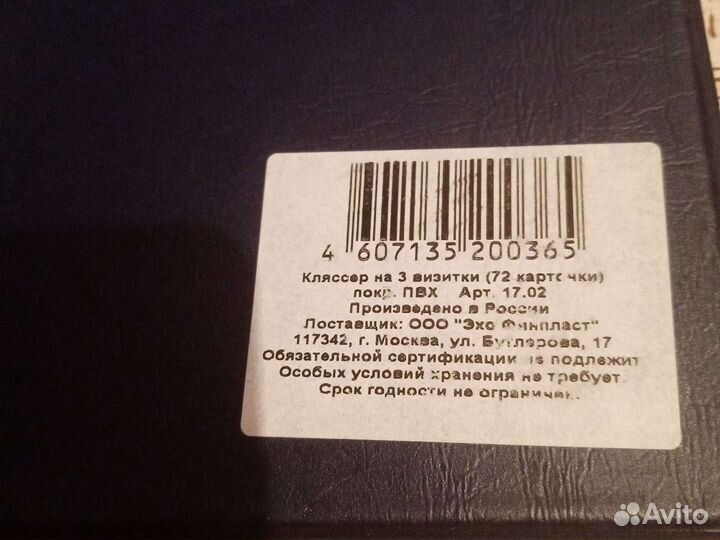 4 607135 200365
Кляссер на 3 визитки (72 карточки)
покр. ПВХ Арт. 17.02
Произведено в России
Поставщик: ООО "Эхо Финпласт"
117342, г. Москва, ул. Бутлерова, 17
Обязательной сертификации не подлежит
Особых условий хранения не требует
Срок годности не ограничен.
Avito